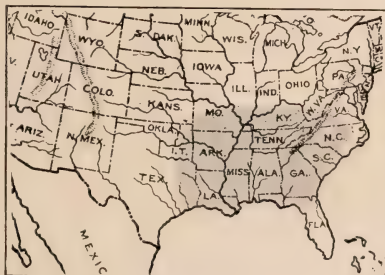 IDAHO
WYO.
S. DAK.
MINN.
WIS.
MICH.
N.Y.
V.
UTAH
COLO.
NEB.
IOWA
ILL.
IND.
OHIO
PA.
KANS.
MO.
KY.
W.VA.
VA.
ARIZ.
N. MEX.
OKLA.
I.T.
ARK.
TENN.
N.C.
S.C.
TEX.
LA.
MISS.
ALA.
GA.
FLA.
MEXICO